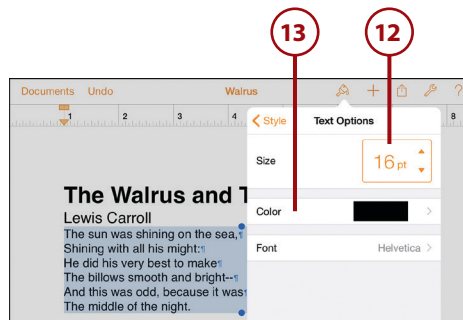 13 12
Documents Undo Walrus ?
1 2 3 4 8
Style Text Options
Size 16 pt
The Walrus and T
Lewis Carroll
Color
The sun was shining on the sea,¶
Shining with all his might:¶
Font Helvetica
He did his very best to make¶
The billows smooth and bright--¶
And this was odd, because it was¶
The middle of the night.